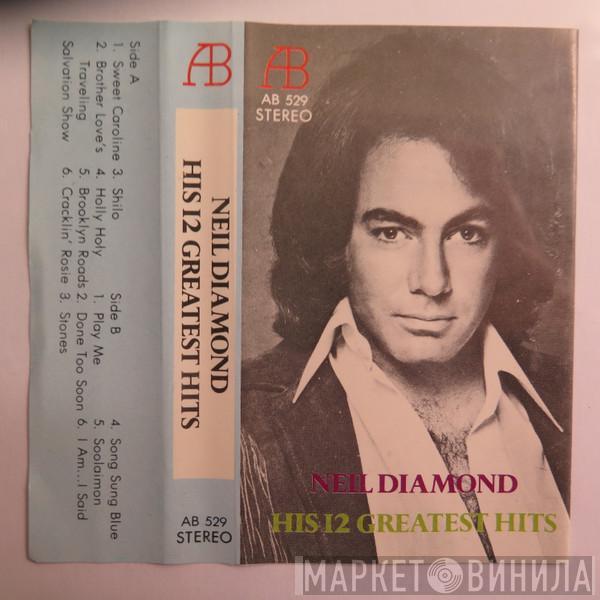 Side A
1. Sweet Caroline 3. Shilo
2. Brother Love's 4. Holly Holy
Traveling 5. Brooklyn Roads
Salvation Show 6. Cracklin' Rosie
Side B
1. Play Me 4. Song Sung Blue
2. Done Too Soon 5. Soolaimon
3. Stones 6. I Am...I Said
AB
NEIL DIAMOND
HIS 12 GREATEST HITS
AB 529
STEREO
AB
AB 529
STEREO
NEIL DIAMOND
HIS 12 GREATEST HITS
МАРКЕТ ВИНИЛА